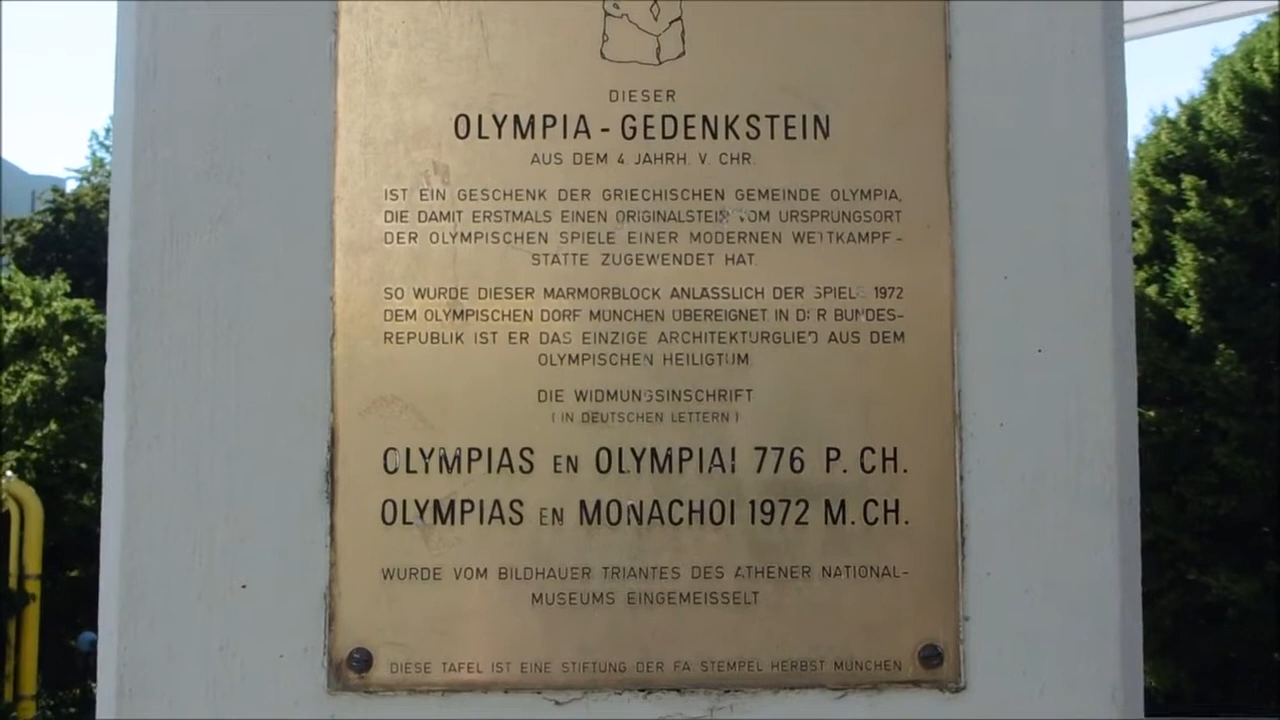 DIESER
OLYMPIA - GEDENKSTEIN
AUS DEM 4. JAHRH. V. CHR.
IST EIN GESCHENK DER GRIECHISCHEN GEMEINDE OLYMPIA,
DIE DAMIT ERSTMALS EINEN ORIGINALSTEIN VOM URSPRUNGSORT
DER OLYMPISCHEN SPIELE EINER MODERNEN WETTKAMPF-
STÄTTE ZUGEWENDET HAT.
SO WURDE DIESER MARMORBLOCK ANLÄSSLICH DER SPIELE 1972
DEM OLYMPISCHEN DORF MÜNCHEN ÜBEREIGNET IN DER BUNDES-
REPUBLIK IST ER DAS EINZIGE ARCHITEKTURGLIED AUS DEM
OLYMPISCHEN HEILIGTUM
DIE WIDMUNGSINSCHRIFT
( IN DEUTSCHEN LETTERN )
OLYMPIAS EN OLYMPIAI 776 P. CH.
OLYMPIAS EN MONACHOI 1972 M. CH.
WURDE VOM BILDHAUER TRIANTES DES ATHENER NATIONAL-
MUSEUMS EINGEMEISSELT
DIESE TAFEL IST EINE STIFTUNG DER FA. STEMPEL HERBST MÜNCHEN